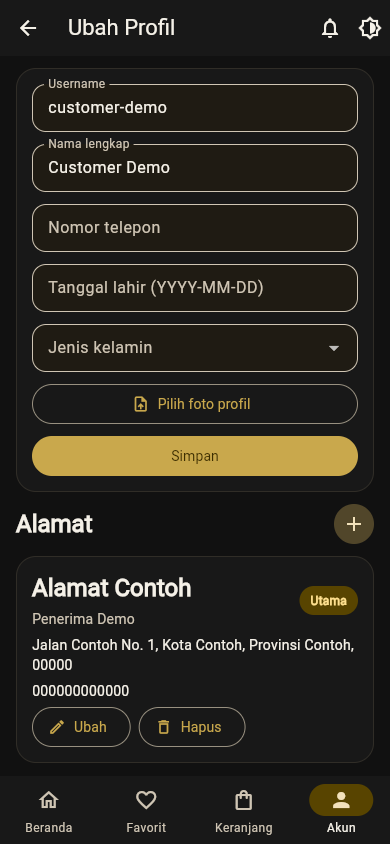 Ubah Profil
Username
customer-demo
Nama lengkap
Customer Demo
Nomor telepon
Tanggal lahir (YYYY-MM-DD)
Jenis kelamin
Pilih foto profil
Simpan
Alamat
Alamat Contoh
Utama
Penerima Demo
Jalan Contoh No. 1, Kota Contoh, Provinsi Contoh,
00000
000000000000
Ubah
Hapus
Beranda
Favorit
Keranjang
Akun